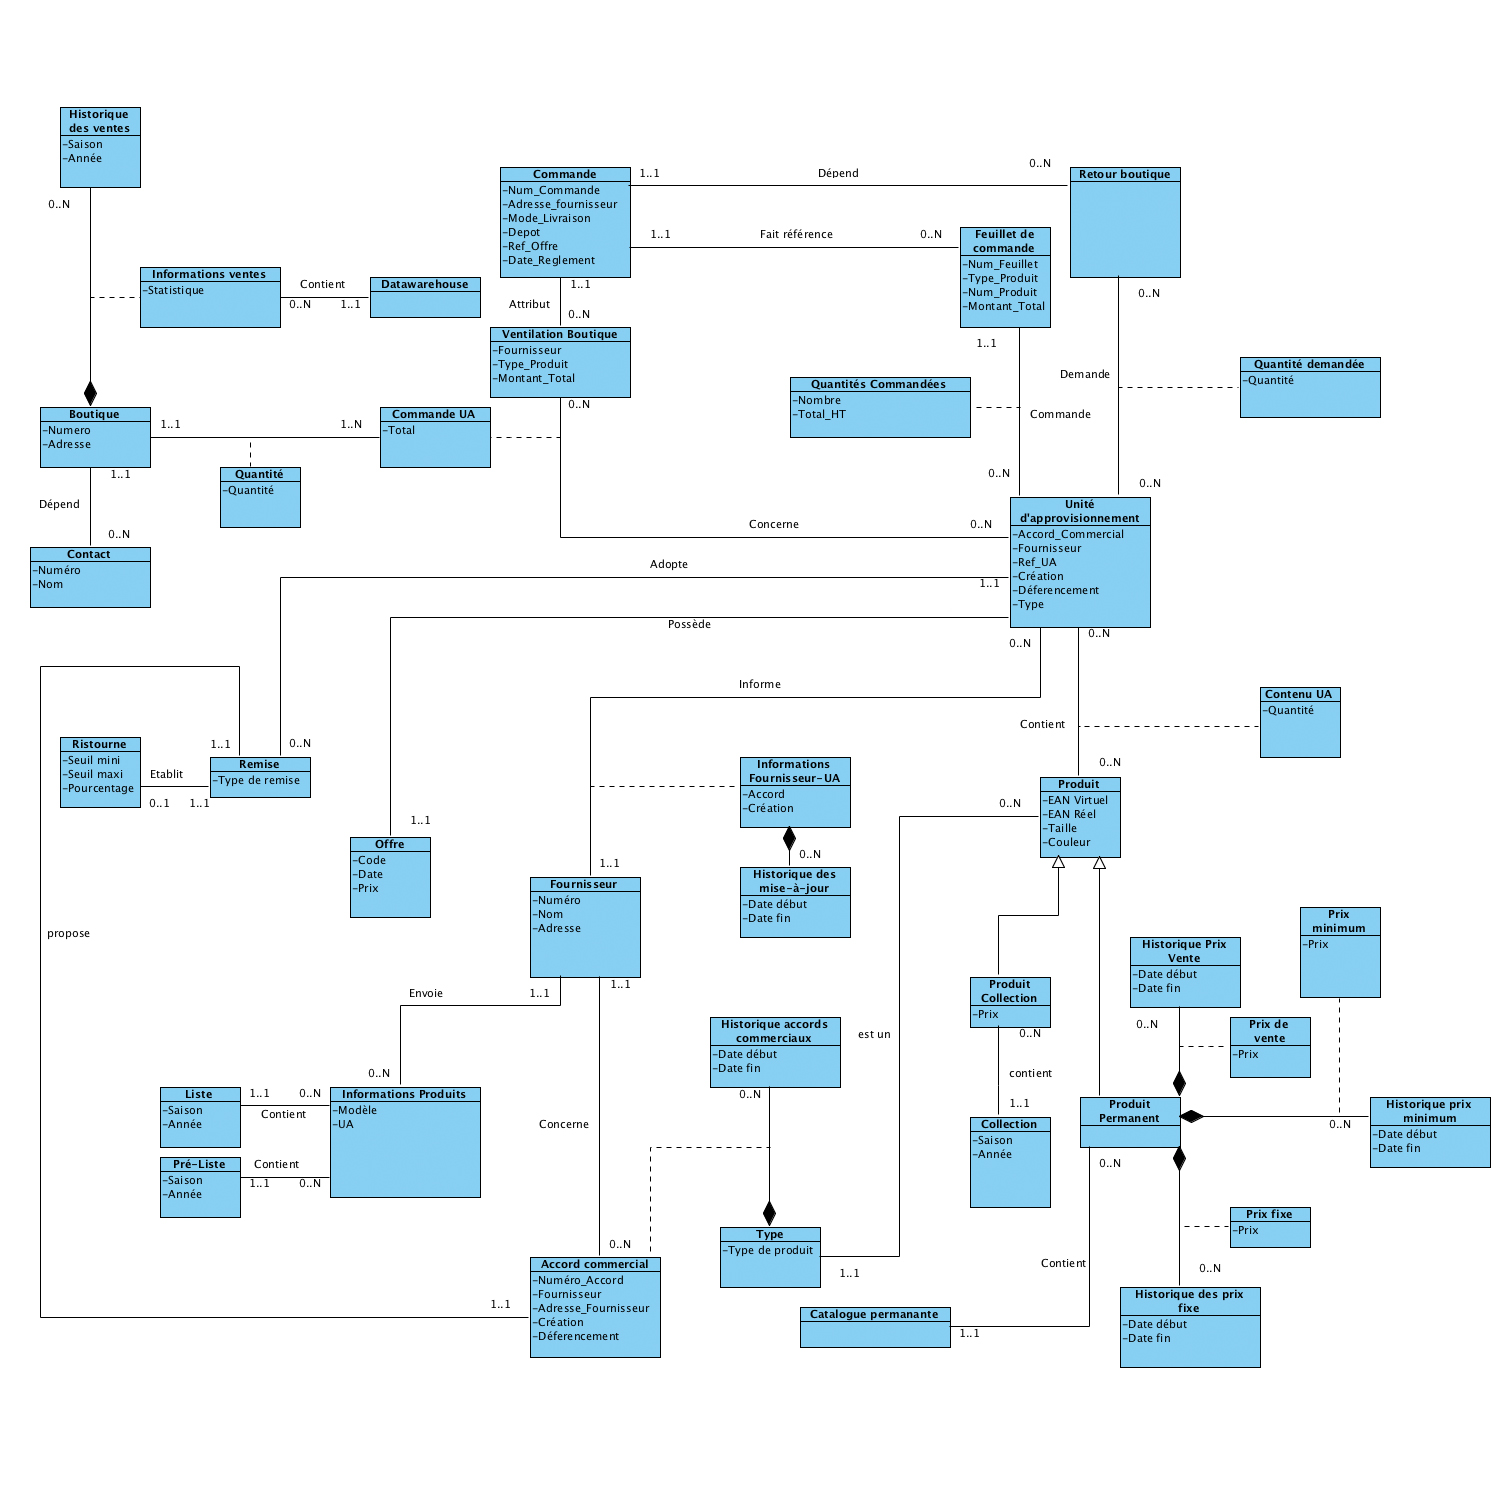 Historique
des ventes
-Saison
-Année
0..N
Commande
-Num_Commande
-Adresse_fournisseur
-Mode_Livraison
-Depot
-Ref_Offre
-Date_Reglement
1..1
Dépend
0..N
Retour boutique
1..1
Fait référence
0..N
Feuillet de
commande
-Num_Feuillet
-Type_Produit
-Num_Produit
-Montant_Total
Informations ventes
-Statistique
Contient
0..N
1..1
Datawarehouse
1..1
Attribut
0..N
Ventilation Boutique
-Fournisseur
-Type_Produit
-Montant_Total
0..N
1..1
0..N
Demande
Quantité demandée
-Quantité
Quantités Commandées
-Nombre
-Total_HT
Commande
Boutique
-Numero
-Adresse
1..1
1..N
Commande UA
-Total
Quantité
-Quantité
1..1
Dépend
0..N
Contact
-Numéro
-Nom
0..N
0..N
Unité
d'approvisionnement
-Accord_Commercial
-Fournisseur
-Ref_UA
-Création
-Déferencement
-Type
Concerne
0..N
Adopte
1..1
Possède
0..N
0..N
Informe
Contient
Contenu UA
-Quantité
Ristourne
-Seuil mini
-Seuil maxi
-Pourcentage
Etablit
0..1
1..1
1..1
0..N
Remise
-Type de remise
Informations
Fournisseur-UA
-Accord
-Création
0..N
Historique des
mise-à-jour
-Date début
-Date fin
0..N
Produit
-EAN Virtuel
-EAN Réel
-Taille
-Couleur
0..N
1..1
Offre
-Code
-Date
-Prix
1..1
Fournisseur
-Numéro
-Nom
-Adresse
propose
Envoie
1..1
1..1
0..N
Produit
Collection
-Prix
0..N
contient
1..1
Collection
-Saison
-Année
Historique Prix
Vente
-Date début
-Date fin
0..N
Prix
minimum
-Prix
Prix de
vente
-Prix
Historique accords
commerciaux
-Date début
-Date fin
0..N
est un
Liste
-Saison
-Année
1..1
0..N
Contient
Informations Produits
-Modèle
-UA
Pré-Liste
-Saison
-Année
Contient
1..1
0..N
Concerne
0..N
Produit
Permanent
0..N
Historique prix
minimum
-Date début
-Date fin
0..N
Prix fixe
-Prix
0..N
Historique des prix
fixe
-Date début
-Date fin
Type
-Type de produit
1..1
Contient
Catalogue permanante
1..1
Accord commercial
-Numéro_Accord
-Fournisseur
-Adresse_Fournisseur
-Création
-Déferencement
1..1